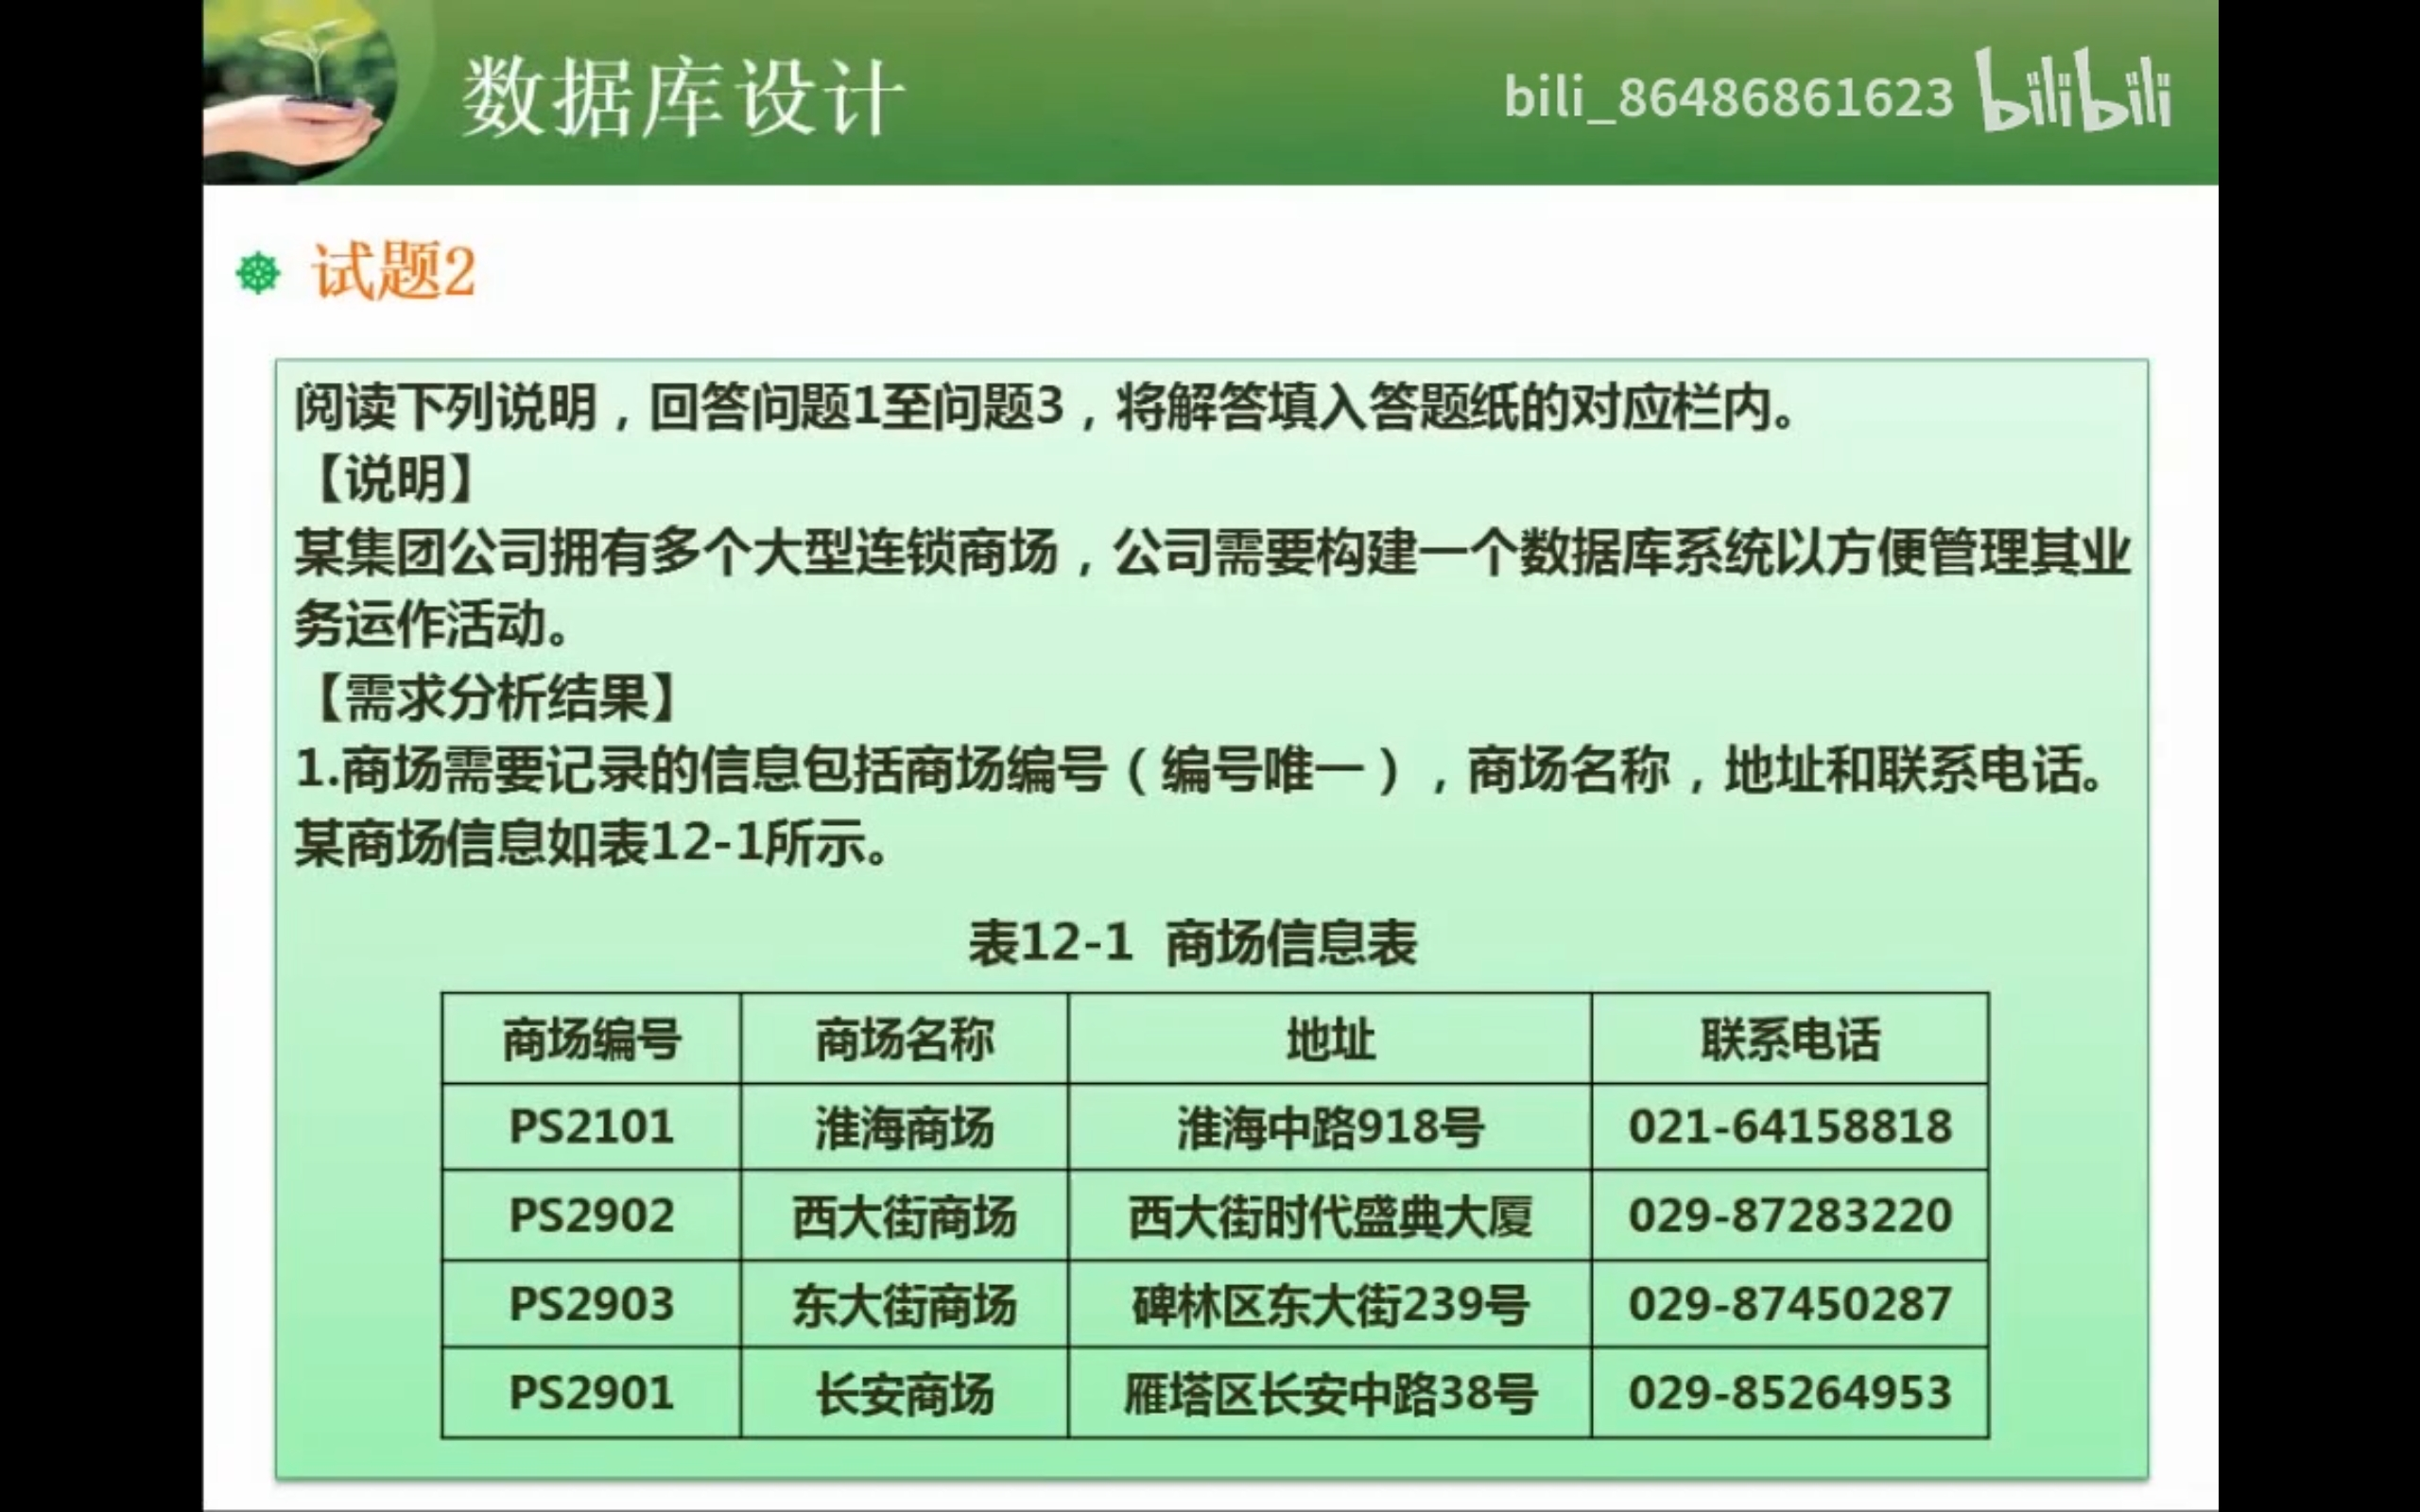 数据库设计
bili_86486861623 bilibili
试题2
阅读下列说明，回答问题1至问题3，将解答填入答题纸的对应栏内。
【说明】
某集团公司拥有多个大型连锁商场，公司需要构建一个数据库系统以方便管理其业
务运作活动。
【需求分析结果】
1.商场需要记录的信息包括商场编号（编号唯一），商场名称，地址和联系电话。
某商场信息如表12-1所示。
表12-1 商场信息表
商场编号 商场名称 地址 联系电话
PS2101 淮海商场 淮海中路918号 021-64158818
PS2902 西大街商场 西大街时代盛典大厦 029-87283220
PS2903 东大街商场 碑林区东大街239号 029-87450287
PS2901 长安商场 雁塔区长安中路38号 029-85264953